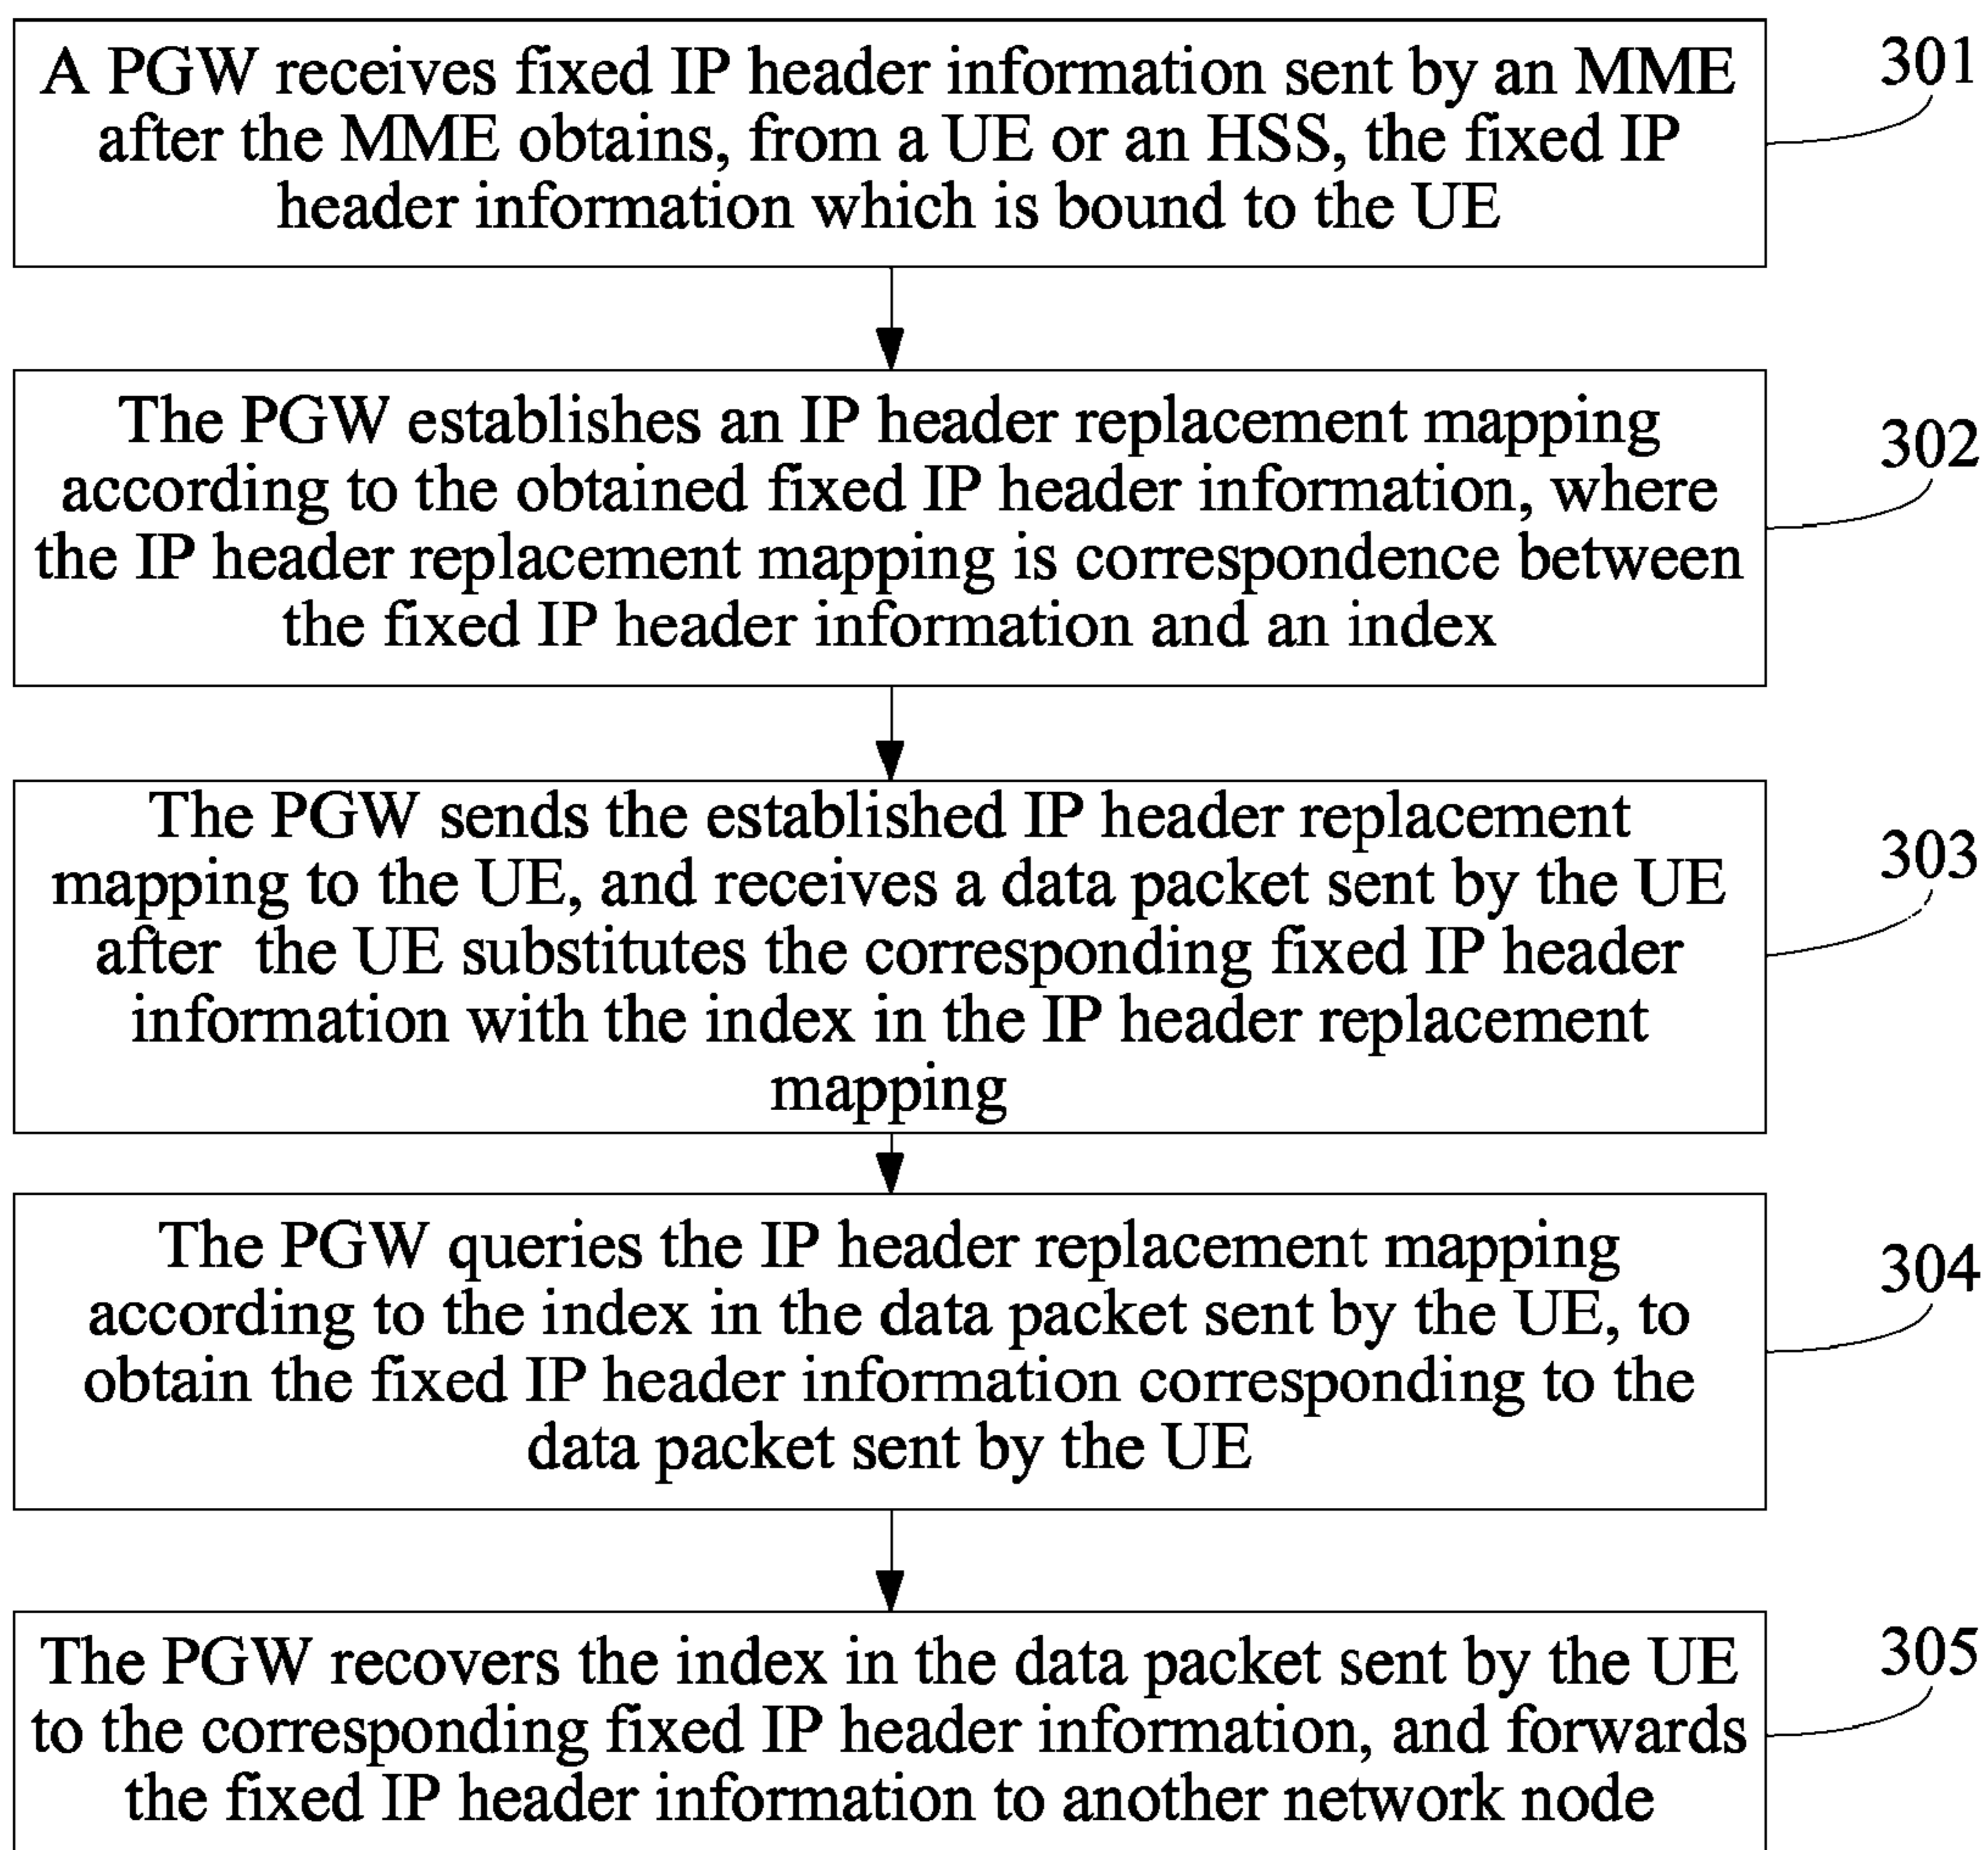 A PGW receives fixed IP header information sent by an MME
after the MME obtains, from a UE or an HSS, the fixed IP
header information which is bound to the UE
301
The PGW establishes an IP header replacement mapping
according to the obtained fixed IP header information, where
the IP header replacement mapping is correspondence between
the fixed IP header information and an index
302
The PGW sends the established IP header replacement
mapping to the UE, and receives a data packet sent by the UE
after the UE substitutes the corresponding fixed IP header
information with the index in the IP header replacement
mapping
303
The PGW queries the IP header replacement mapping
according to the index in the data packet sent by the UE, to
obtain the fixed IP header information corresponding to the
data packet sent by the UE
304
The PGW recovers the index in the data packet sent by the UE
to the corresponding fixed IP header information, and forwards
the fixed IP header information to another network node
305